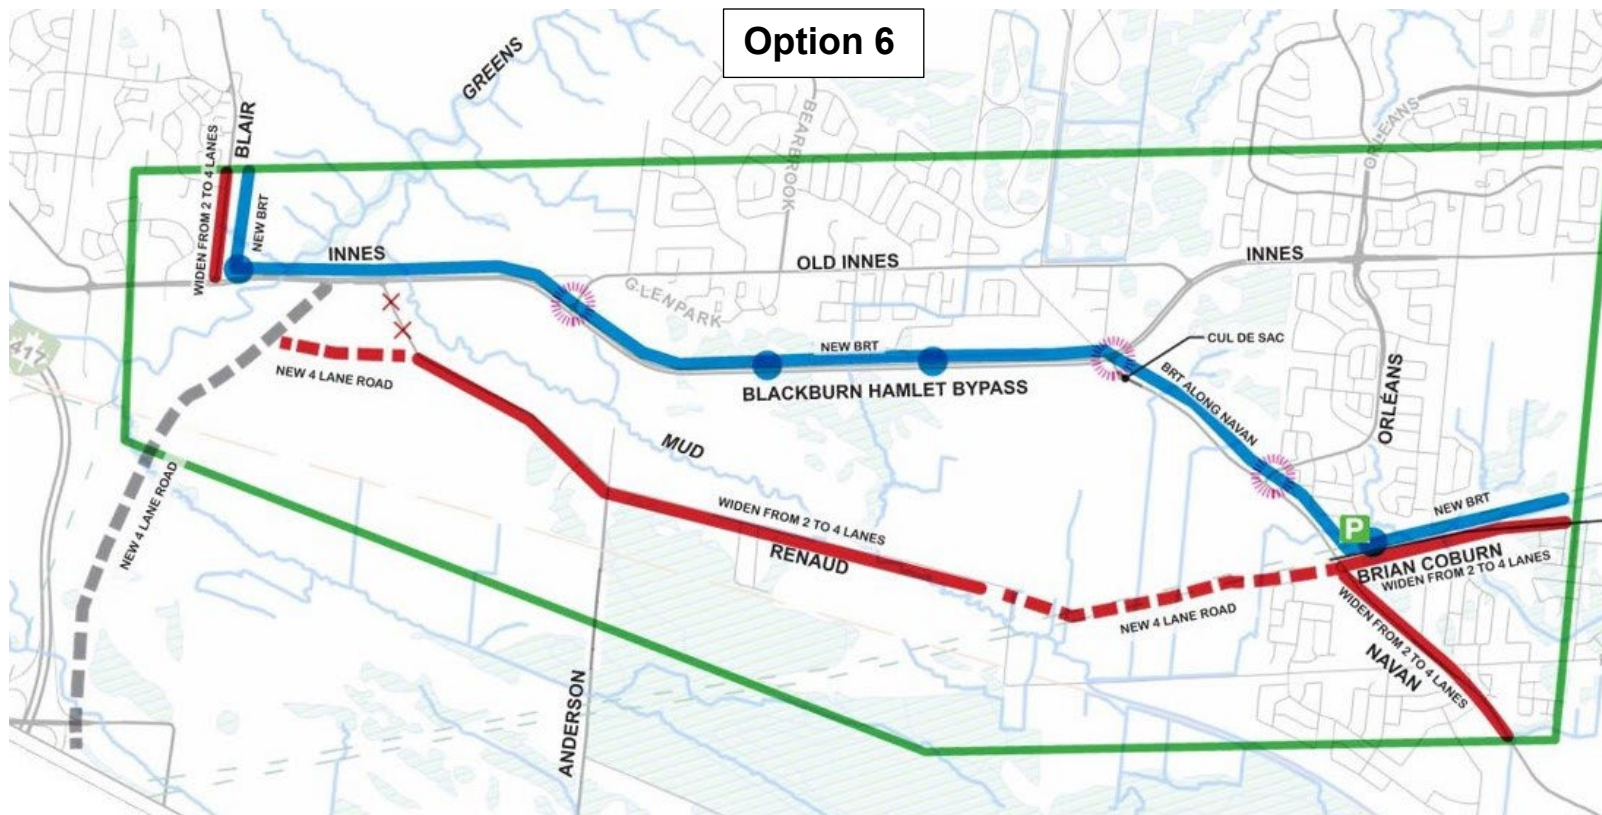 Option 6
GREENS
BLAIR
WIDEN FROM 2 TO 4 LANES
NEW BRT
BEARBROOK
ORLEANS
INNES
OLD INNES
INNES
GLENPARK
417
NEW 4 LANE ROAD
NEW BRT
BLACKBURN HAMLET BYPASS
CUL DE SAC
BRT ALONG NAVAN
ORLÉANS
MUD
NEW 4 LANE ROAD
WIDEN FROM 2 TO 4 LANES
RENAUD
P
NEW BRT
BRIAN COBURN
WIDEN FROM 2 TO 4 LANES
NEW 4 LANE ROAD
WIDEN FROM 2 TO 4 LANES
NAVAN
ANDERSON